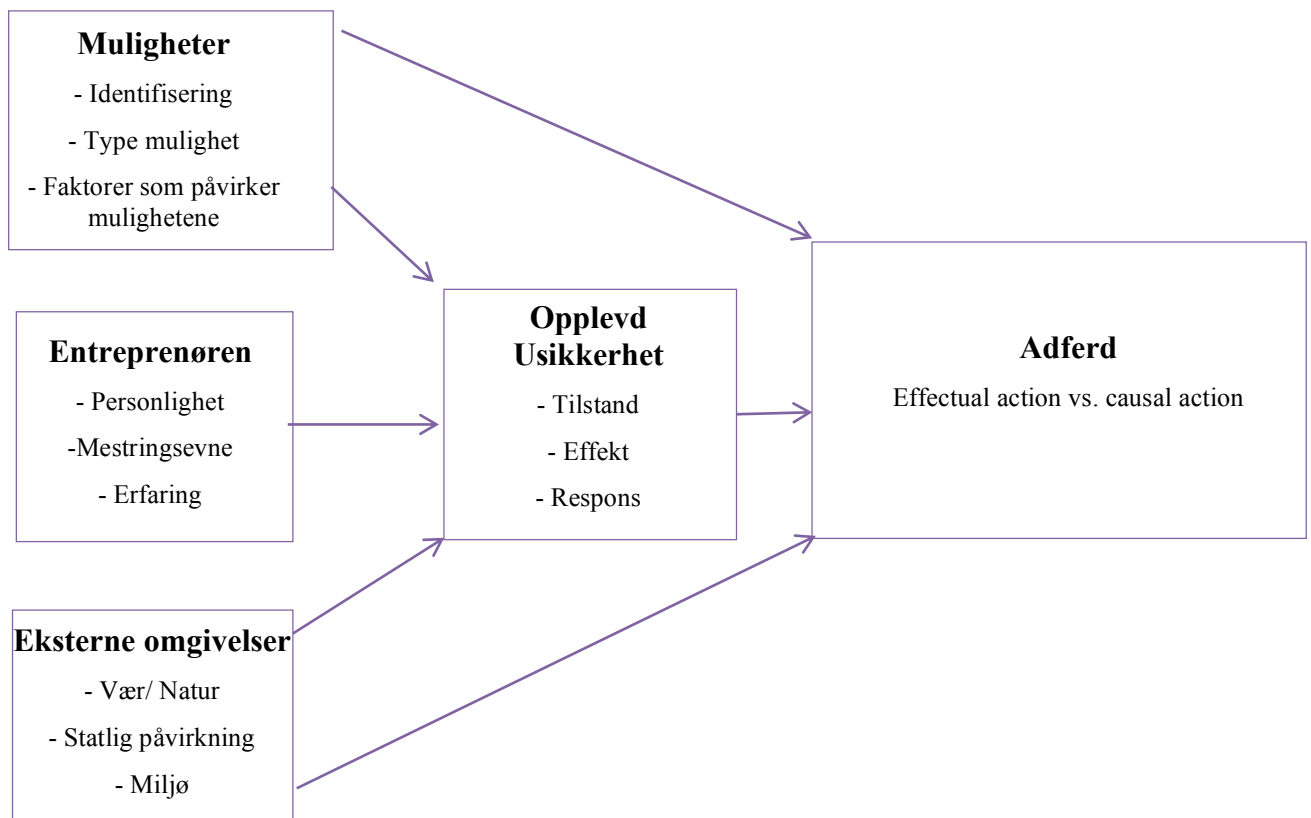 Muligheter
- Identifisering
- Type mulighet
- Faktorer som påvirker
mulighetene
Entreprenøren
- Personlighet
-Mestringsevne
- Erfaring
Eksterne omgivelser
- Vær/ Natur
- Statlig påvirkning
- Miljø
Opplevd
Usikkerhet
- Tilstand
- Effekt
- Respons
Adferd
Effectual action vs. causal action